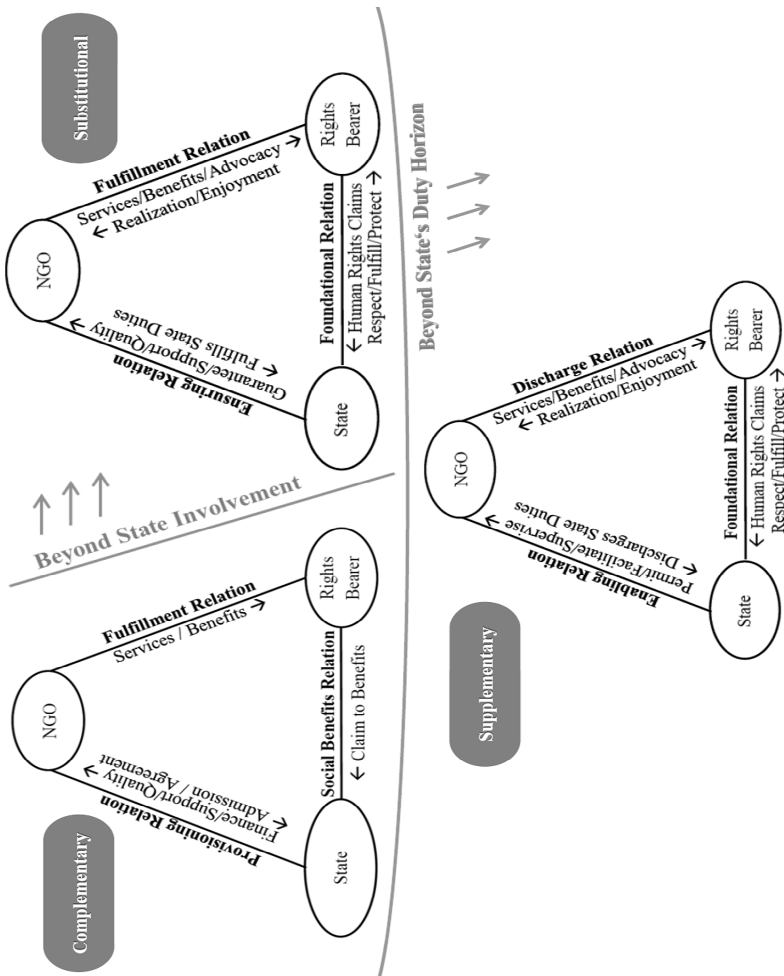 Complementary
NGO
Provisioning Relation
Finance/Support/Quality →
← Admission / Agreement
Fulfillment Relation
Services / Benefits →
State
Social Benefits Relation
← Claim to Benefits
Rights
Bearer
Beyond State Involvement
Substitutional
NGO
Ensuring Relation
Guarantee/Support/Quality →
← Fulfills State Duties
Fulfillment Relation
Services/Benefits/Advocacy →
← Realization/Enjoyment
State
Foundational Relation
← Human Rights Claims
Respect/Fulfill/Protect →
Rights
Bearer
Beyond State‘s Duty Horizon
Supplementary
NGO
Enabling Relation
Permit/Facilitate/Supervise →
← Discharges State Duties
Discharge Relation
Services/Benefits/Advocacy →
← Realization/Enjoyment
State
Foundational Relation
← Human Rights Claims
Respect/Fulfill/Protect →
Rights
Bearer